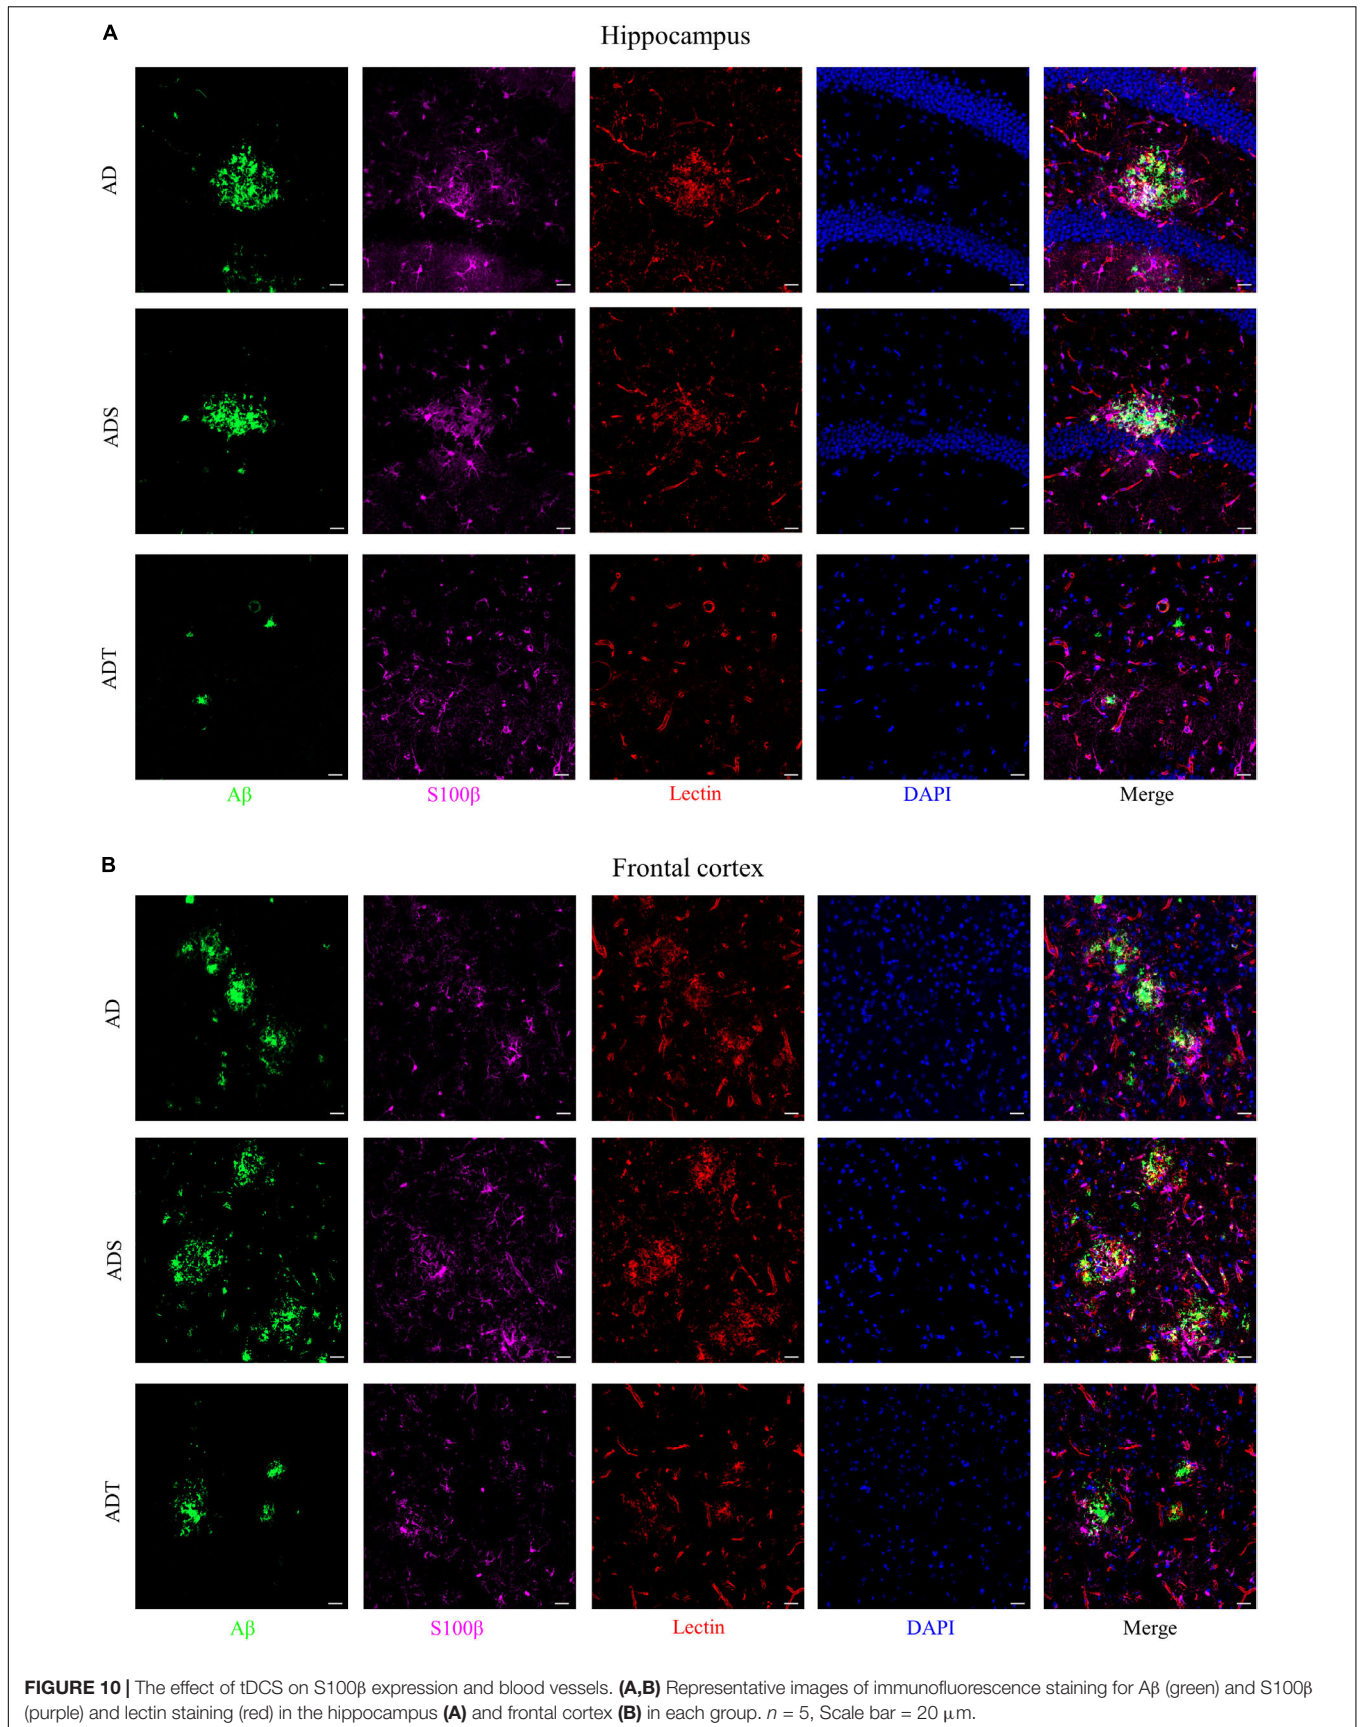 A
Hippocampus
AD
ADS
ADT
Aβ
S100β
Lectin
DAPI
Merge
B
Frontal cortex
AD
ADS
ADT
Aβ
S100β
Lectin
DAPI
Merge
FIGURE 10 | The effect of tDCS on S100β expression and blood vessels. (A,B) Representative images of immunofluorescence staining for Aβ (green) and S100β
(purple) and lectin staining (red) in the hippocampus (A) and frontal cortex (B) in each group. n = 5, Scale bar = 20 μm.